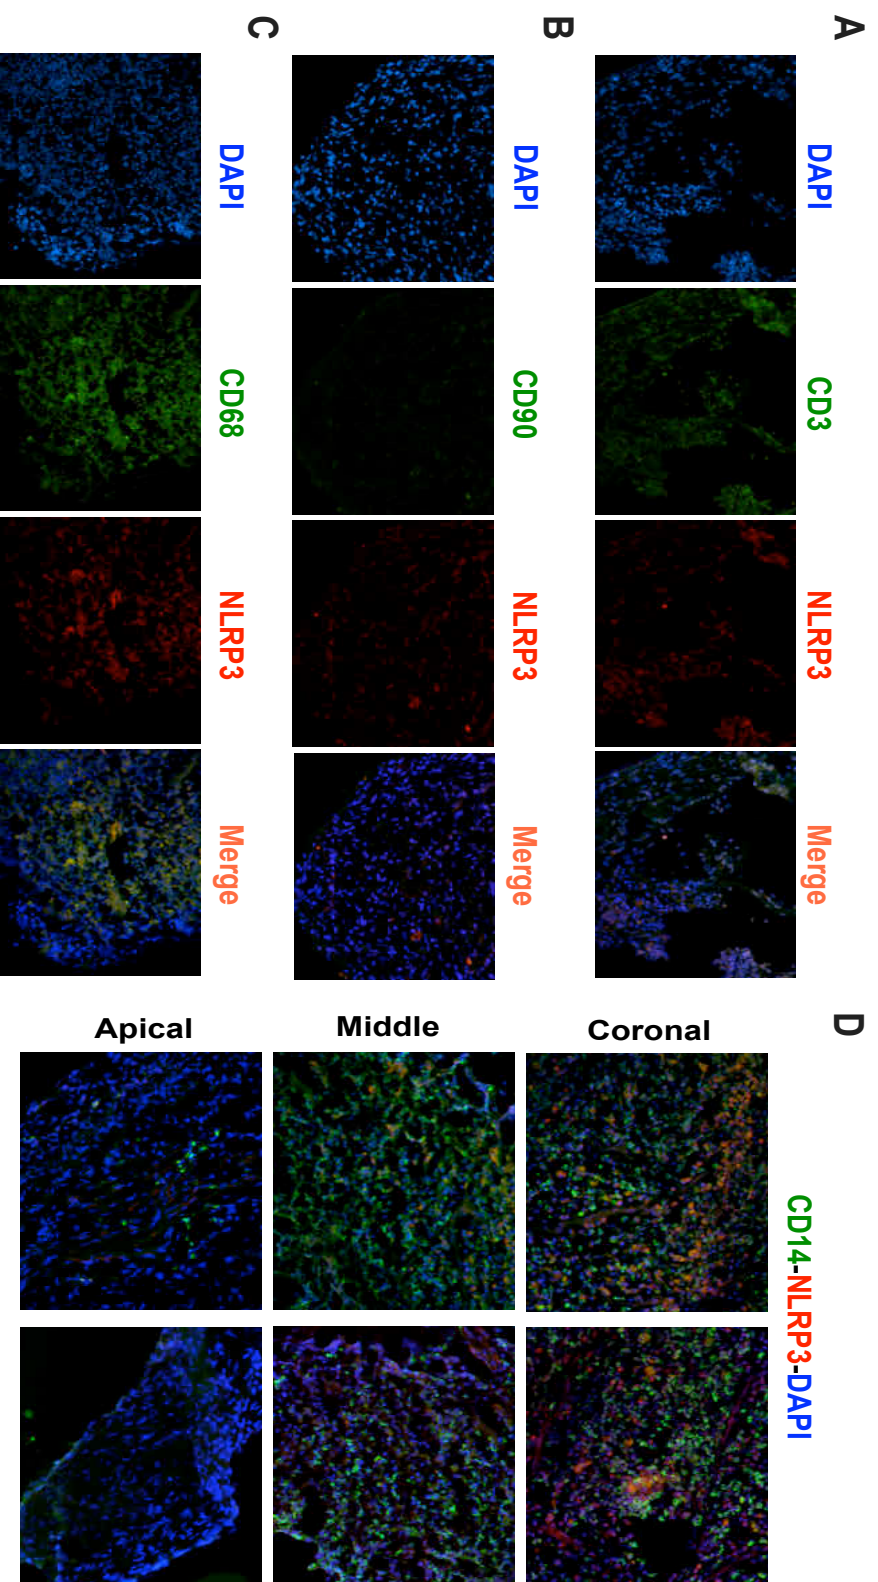 A
DAPI
CD3
NLRP3
Merge
B
DAPI
CD90
NLRP3
Merge
C
DAPI
CD68
NLRP3
Merge
D
CD14-NLRP3-DAPI
Coronal
Middle
Apical